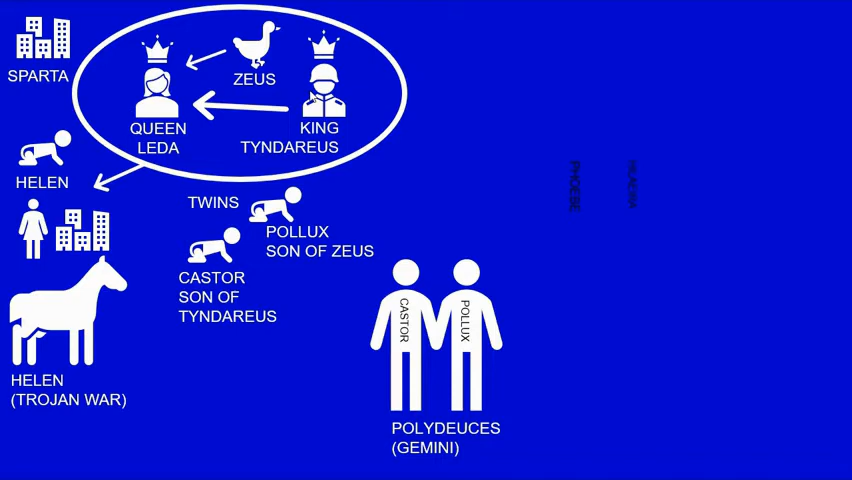 SPARTA
ZEUS
QUEEN
LEDA
KING
TYNDAREUS
HELEN
TWINS
POLLUX
SON OF ZEUS
CASTOR
SON OF
TYNDAREUS
HELEN
(TROJAN WAR)
CASTOR
POLLUX
POLYDEUCES
(GEMINI)
PHOEBE